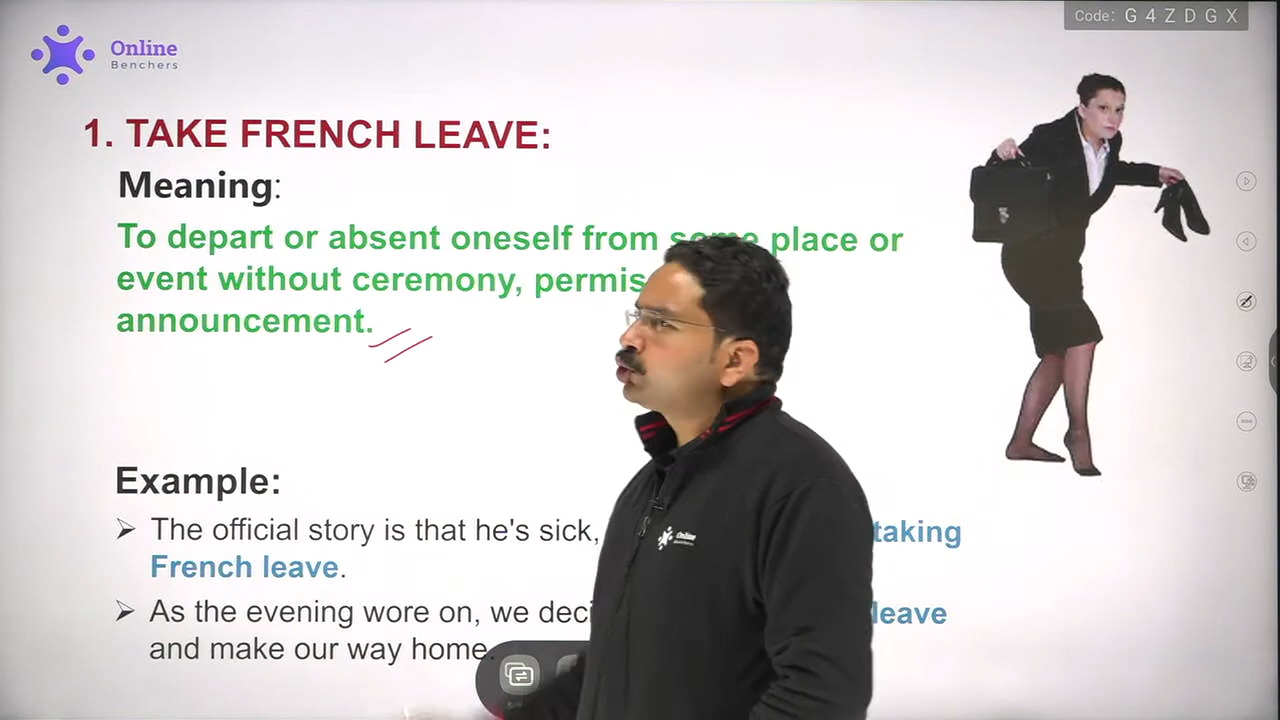 Code: G 4 Z D G X
Online
Benchers
1. TAKE FRENCH LEAVE:
Meaning:
To depart or absent oneself from some place or
event without ceremony, permis
announcement.
Example:
➢ The official story is that he's sick, taking
French leave.
➢ As the evening wore on, we deci leave
and make our way home.
Online